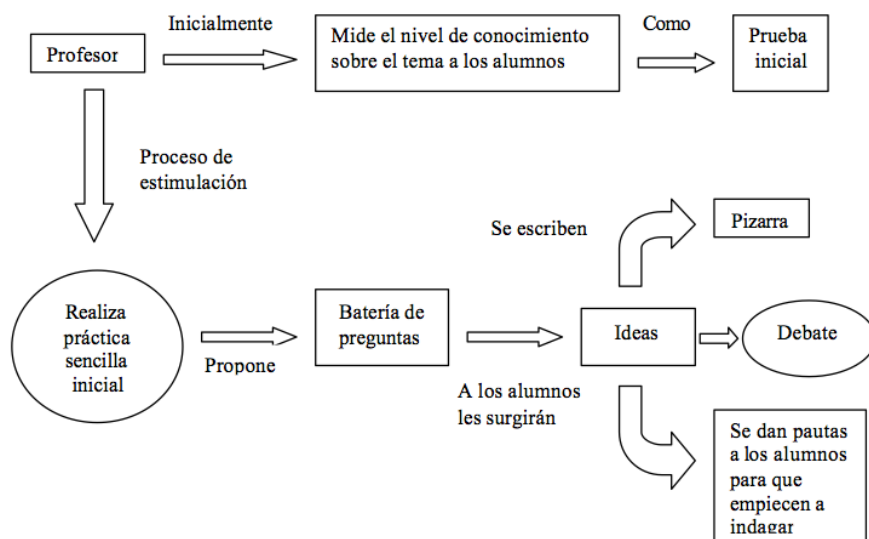 Inicialmente
Como
Profesor
Mide el nivel de conocimiento
sobre el tema a los alumnos
Prueba
inicial
Proceso de
estimulación
Se escriben
Pizarra
Realiza
práctica
sencilla
inicial
Propone
Batería de
preguntas
A los alumnos
les surgirán
Ideas
Debate
Se dan pautas
a los alumnos
para que
empiecen a
indagar